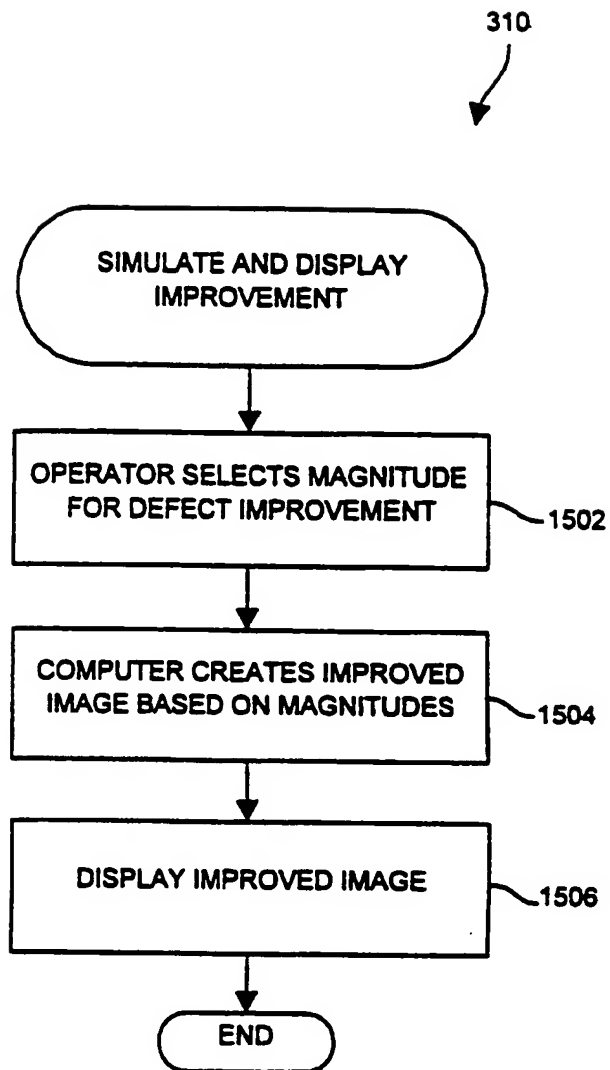 310
SIMULATE AND DISPLAY
IMPROVEMENT
OPERATOR SELECTS MAGNITUDE
FOR DEFECT IMPROVEMENT
1502
COMPUTER CREATES IMPROVED
IMAGE BASED ON MAGNITUDES
1504
DISPLAY IMPROVED IMAGE
1506
END